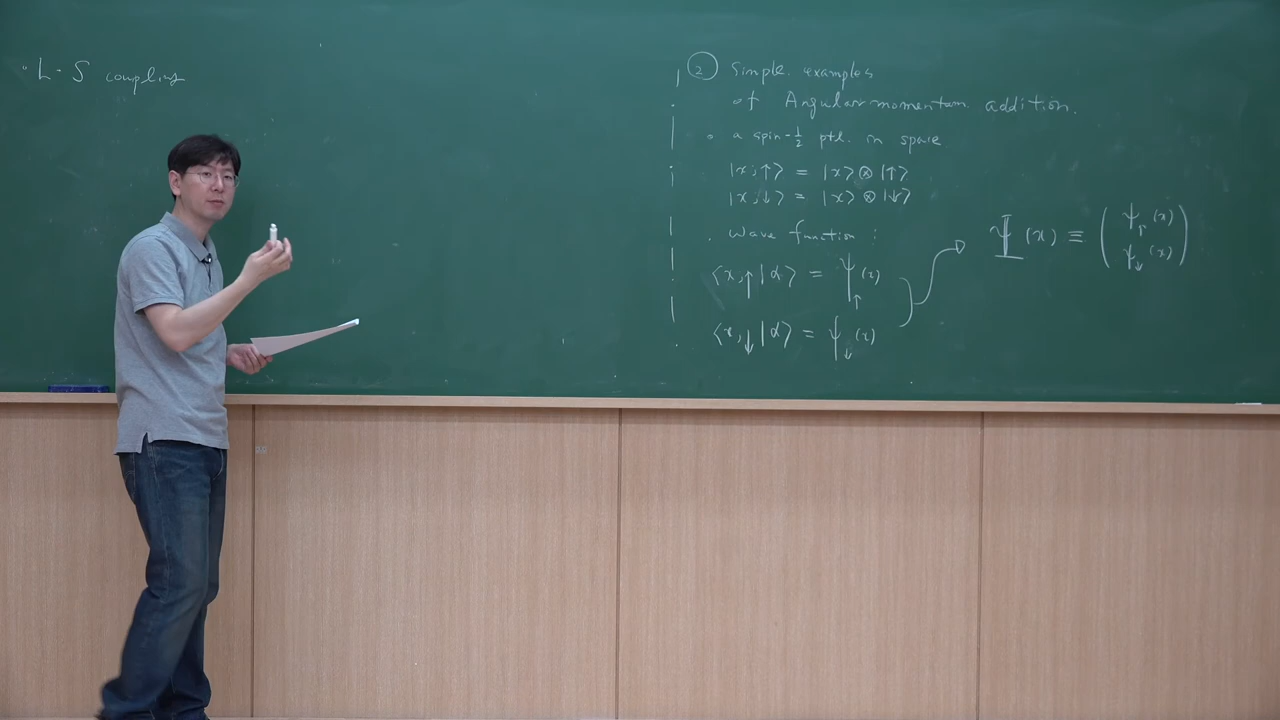 · L - S coupling
② Simple examples
of Angular momentum addition.
∘ a spin-½ ptl. in space
|x;↑⟩ = |x⟩ ⊗ |↑⟩
|x;↓⟩ = |x⟩ ⊗ |↓⟩
. wave function :
⟨x,↑|α⟩ = ψ↑(x)
⟨x,↓|α⟩ = ψ↓(x)
Ψ(x) ≡ ( ψ↑(x)
ψ↓(x) )